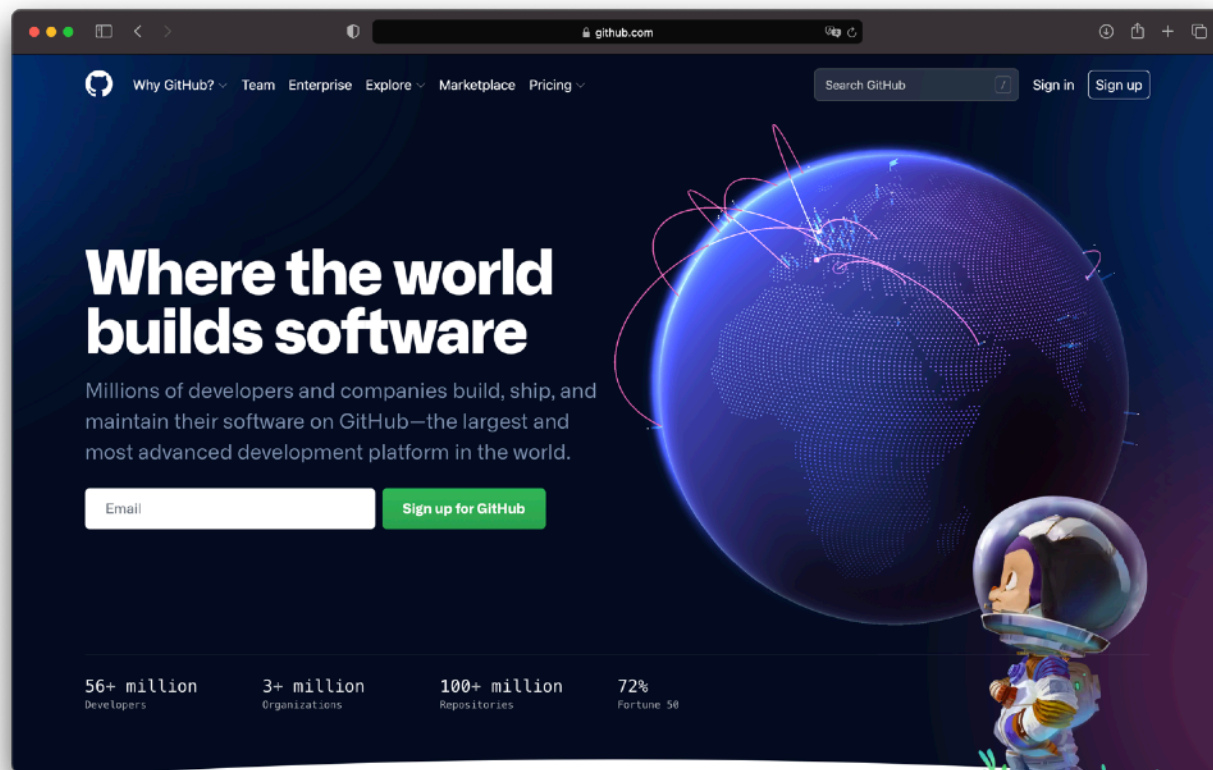 github.com
Why GitHub? Team Enterprise Explore Marketplace Pricing
Search GitHub /
Sign in
Sign up
Where the world
builds software
Millions of developers and companies build, ship, and
maintain their software on GitHub—the largest and
most advanced development platform in the world.
Email
Sign up for GitHub
56+ million 3+ million 100+ million 72%
Developers Organizations Repositories Fortune 50